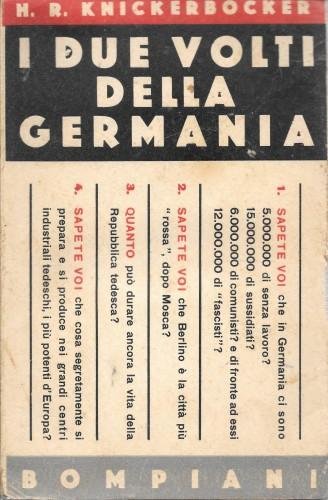 H. R. KNICKERBOCKER
I DUE VOLTI
DELLA
GERMANIA
1. SAPETE VOI che in Germania ci sono
5.000.000 di senza lavoro?
15.000.000 di sussidiati?
6.000.000 di comunisti? e di fronte ad essi
12.000.000 di "fascisti"?
2. SAPETE VOI che Berlino è la città più
"rossa", dopo Mosca?
3. QUANTO può durare ancora la vita della
Repubblica tedesca?
4. SAPETE VOI che cosa segretamente si
prepara e si produce nei grandi centri
industriali tedeschi, i più potenti d'Europa?
BOMPIANI